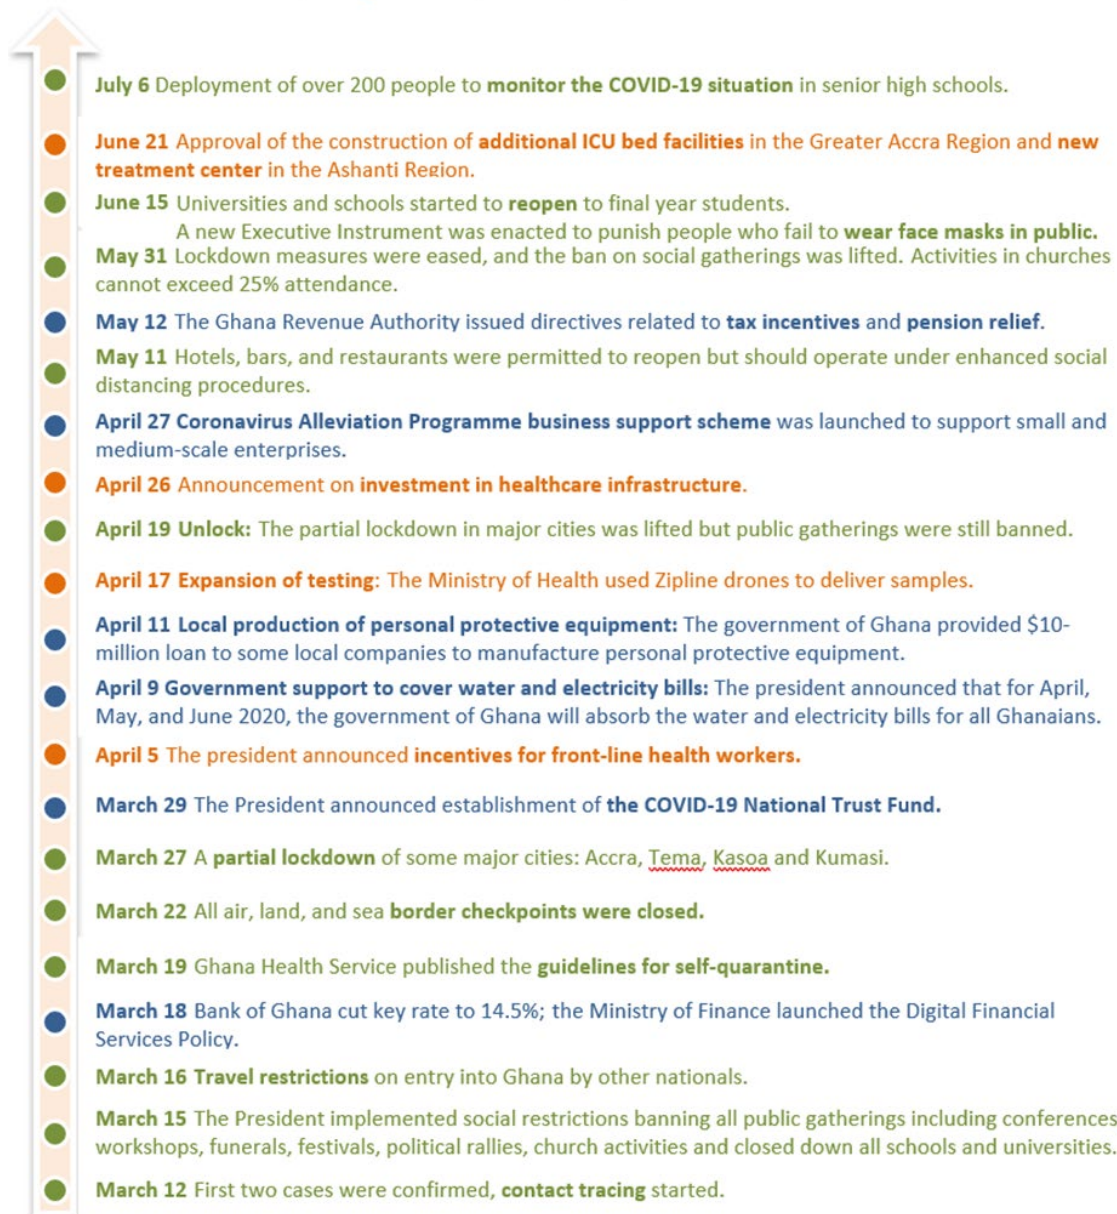 July 6 Deployment of over 200 people to monitor the COVID-19 situation in senior high schools.
June 21 Approval of the construction of additional ICU bed facilities in the Greater Accra Region and new
treatment center in the Ashanti Region.
June 15 Universities and schools started to reopen to final year students.
A new Executive Instrument was enacted to punish people who fail to wear face masks in public.
May 31 Lockdown measures were eased, and the ban on social gatherings was lifted. Activities in churches
cannot exceed 25% attendance.
May 12 The Ghana Revenue Authority issued directives related to tax incentives and pension relief.
May 11 Hotels, bars, and restaurants were permitted to reopen but should operate under enhanced social
distancing procedures.
April 27 Coronavirus Alleviation Programme business support scheme was launched to support small and
medium-scale enterprises.
April 26 Announcement on investment in healthcare infrastructure.
April 19 Unlock: The partial lockdown in major cities was lifted but public gatherings were still banned.
April 17 Expansion of testing: The Ministry of Health used Zipline drones to deliver samples.
April 11 Local production of personal protective equipment: The government of Ghana provided $10-
million loan to some local companies to manufacture personal protective equipment.
April 9 Government support to cover water and electricity bills: The president announced that for April,
May, and June 2020, the government of Ghana will absorb the water and electricity bills for all Ghanaians.
April 5 The president announced incentives for front-line health workers.
March 29 The President announced establishment of the COVID-19 National Trust Fund.
March 27 A partial lockdown of some major cities: Accra, Tema, Kasoa and Kumasi.
March 22 All air, land, and sea border checkpoints were closed.
March 19 Ghana Health Service published the guidelines for self-quarantine.
March 18 Bank of Ghana cut key rate to 14.5%; the Ministry of Finance launched the Digital Financial
Services Policy.
March 16 Travel restrictions on entry into Ghana by other nationals.
March 15 The President implemented social restrictions banning all public gatherings including conferences
workshops, funerals, festivals, political rallies, church activities and closed down all schools and universities.
March 12 First two cases were confirmed, contact tracing started.